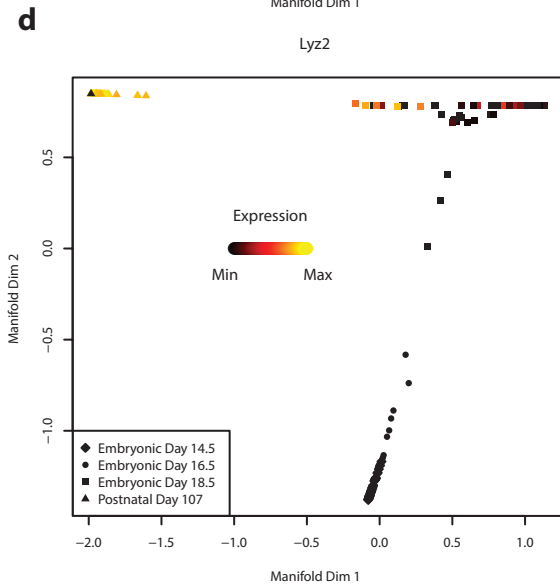 Manifold Dim 1
d
Lyz2
0.5
0.0
−0.5
−1.0
Manifold Dim 2
Expression
Min Max
Embryonic Day 14.5
Embryonic Day 16.5
Embryonic Day 18.5
Postnatal Day 107
−2.0 −1.5 −1.0 −0.5 0.0 0.5 1.0
Manifold Dim 1